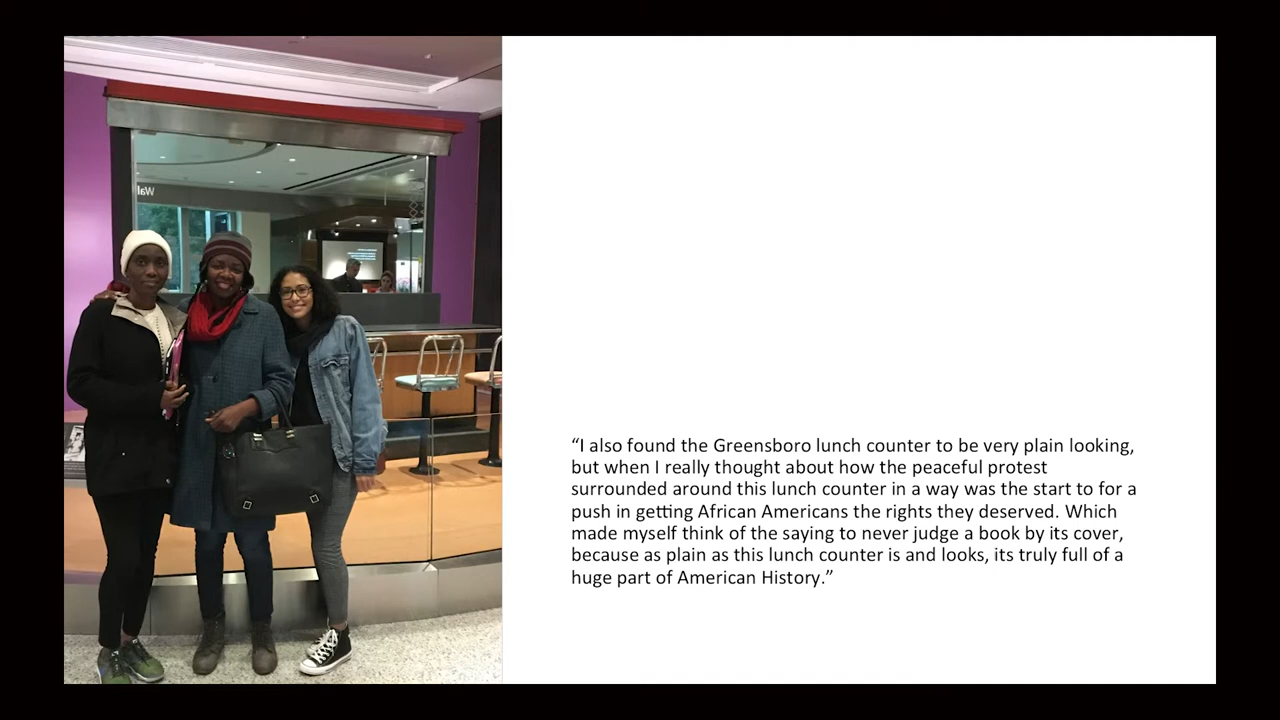 Wal
“I also found the Greensboro lunch counter to be very plain looking,
but when I really thought about how the peaceful protest
surrounded around this lunch counter in a way was the start to for a
push in getting African Americans the rights they deserved. Which
made myself think of the saying to never judge a book by its cover,
because as plain as this lunch counter is and looks, its truly full of a
huge part of American History.”